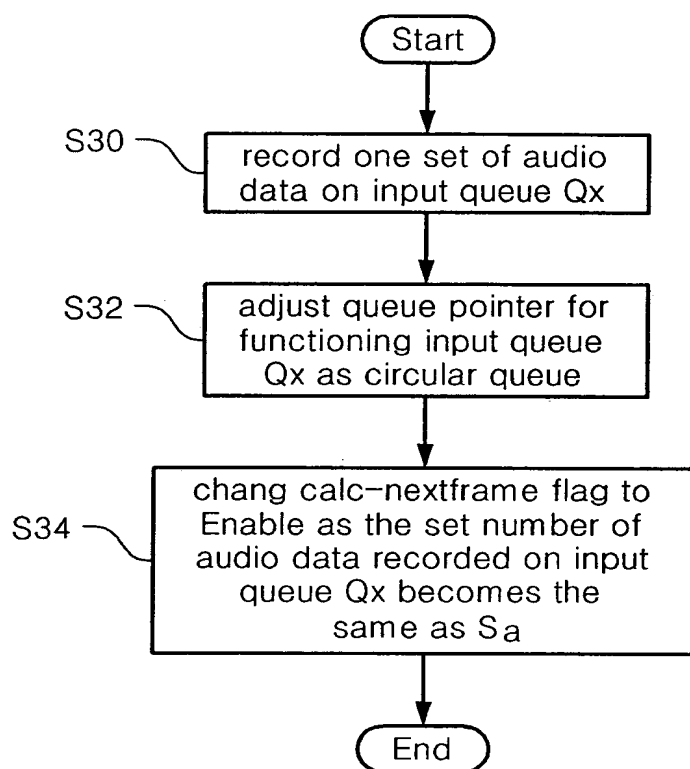 Start
S30
record one set of audio
data on input queue Qx
S32
adjust queue pointer for
functioning input queue
Qx as circular queue
S34
chang calc-nextframe flag to
Enable as the set number of
audio data recorded on input
queue Qx becomes the
same as Sa
End